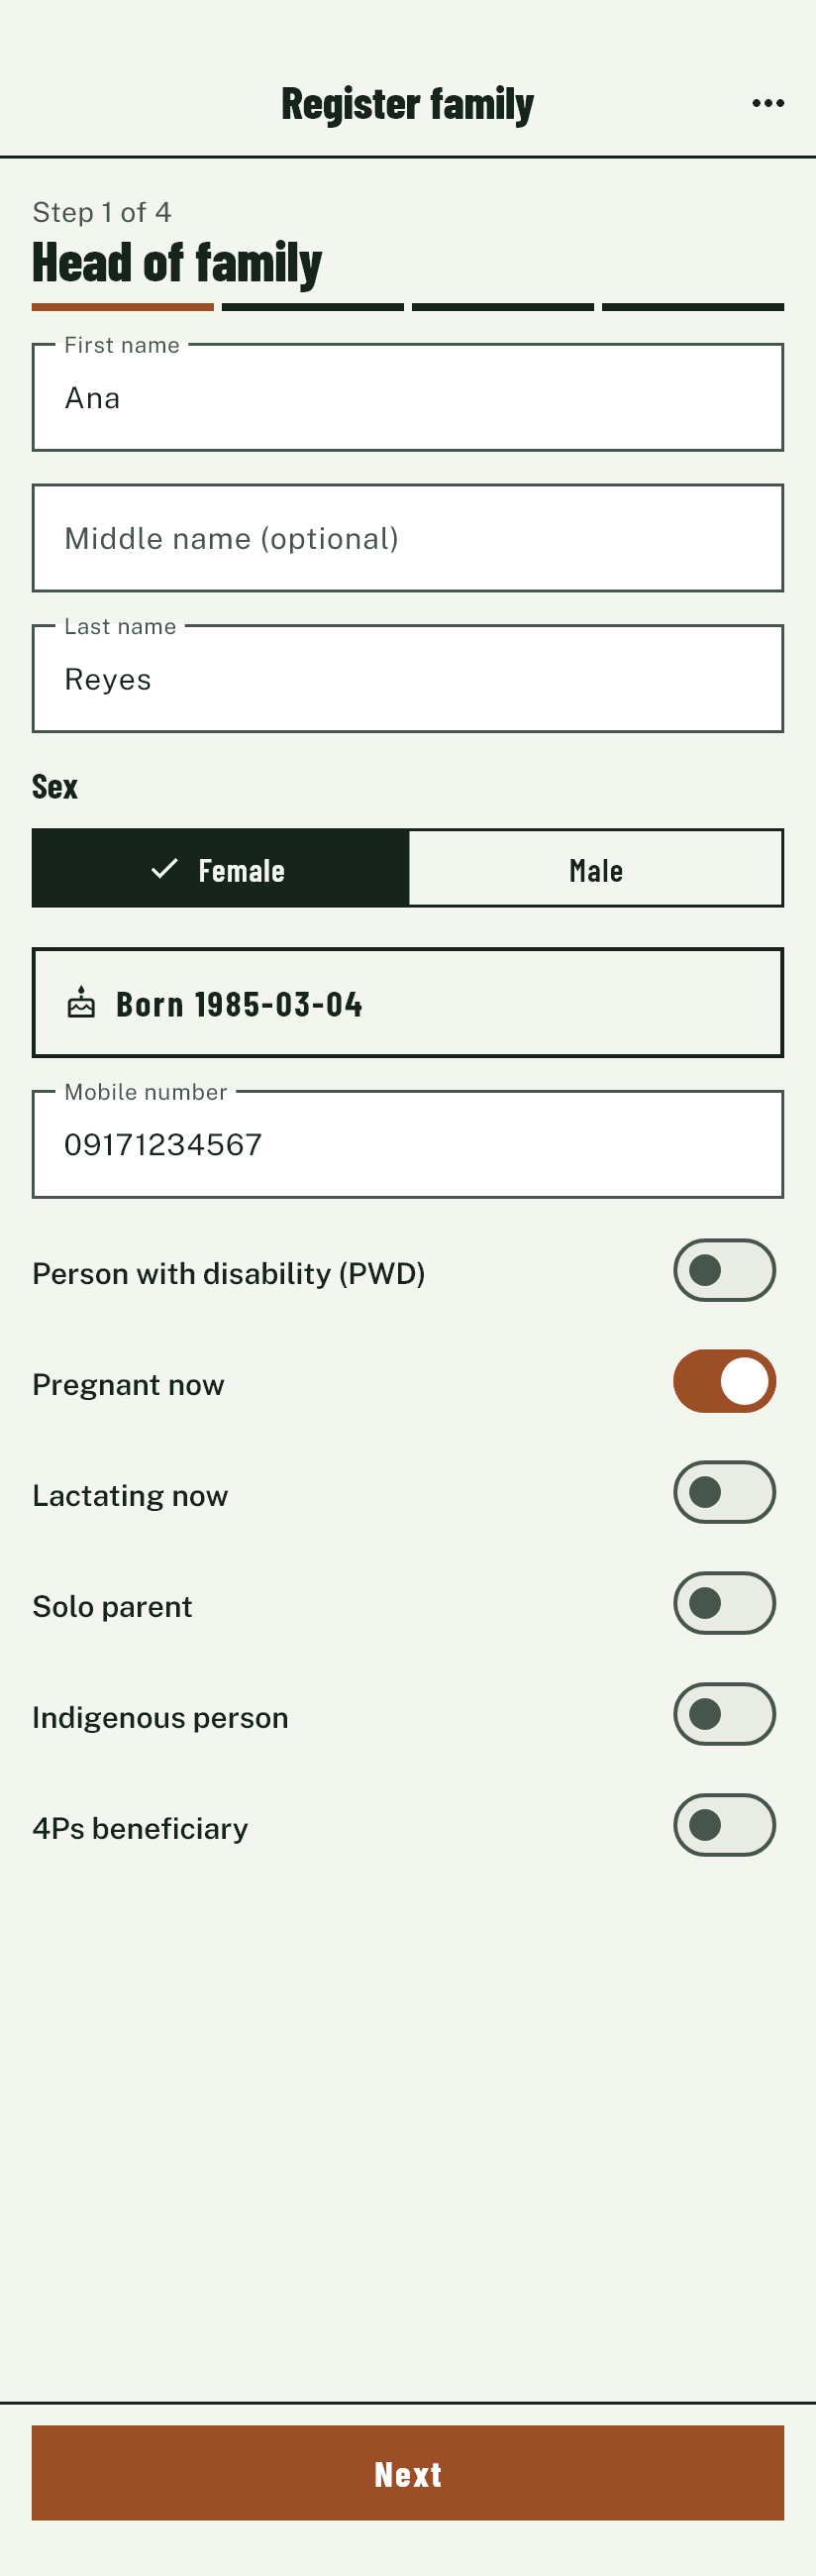 Register family
Step 1 of 4
Head of family
First name
Ana
Middle name (optional)
Last name
Reyes
Sex
Female
Male
Born 1985-03-04
Mobile number
09171234567
Person with disability (PWD)
Pregnant now
Lactating now
Solo parent
Indigenous person
4Ps beneficiary
Next